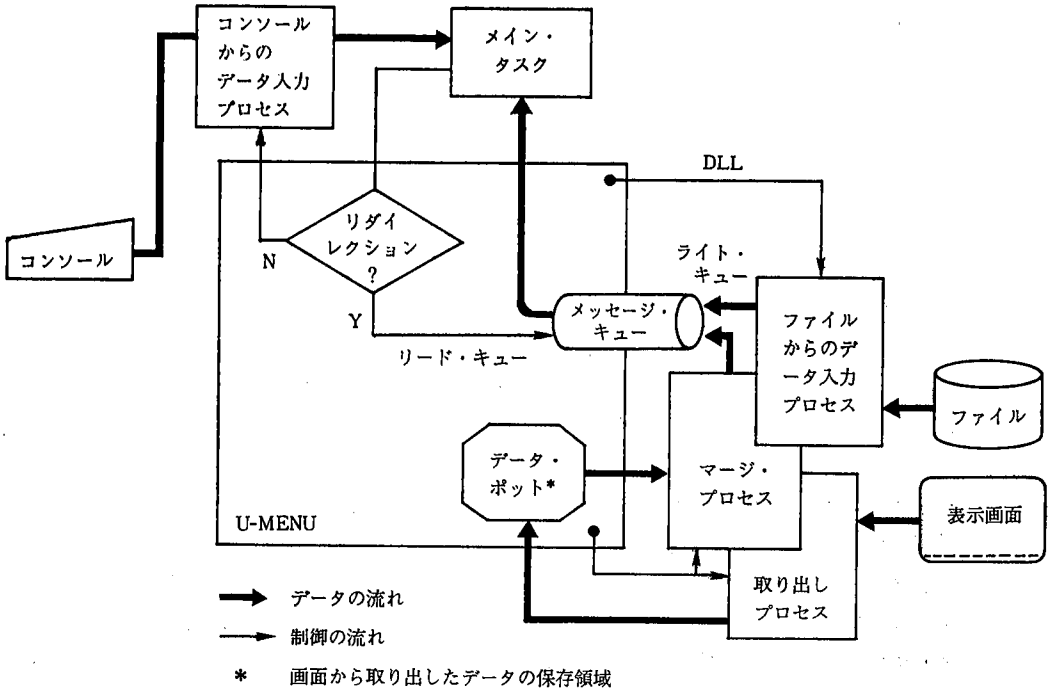 コンソール
からの
データ入力
プロセス
メイン・
タスク
DLL
リダイ
レクション
?
N
Y
コンソール
ライト・
キュー
メッセージ・
キュー
リード・キュー
ファイル
からのデ
ータ入力
プロセス
ファイル
データ・
ポット*
マージ・
プロセス
表示画面
U-MENU
取り出し
プロセス
データの流れ
制御の流れ
* 画面から取り出したデータの保存領域